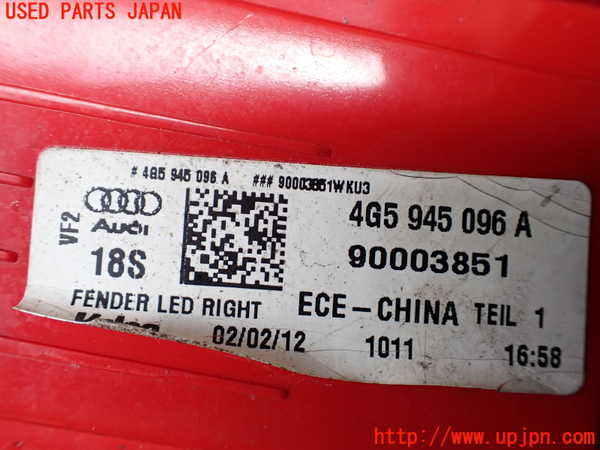 USED PARTS JAPAN
# 4G5 945 096 A ### 90003851WKU3
VF2
Audi
18S
4G5 945 096 A
90003851
FENDER LED RIGHT
ECE-CHINA TEIL 1
02/02/12 1011 16:58
http://www.upjpn.com/